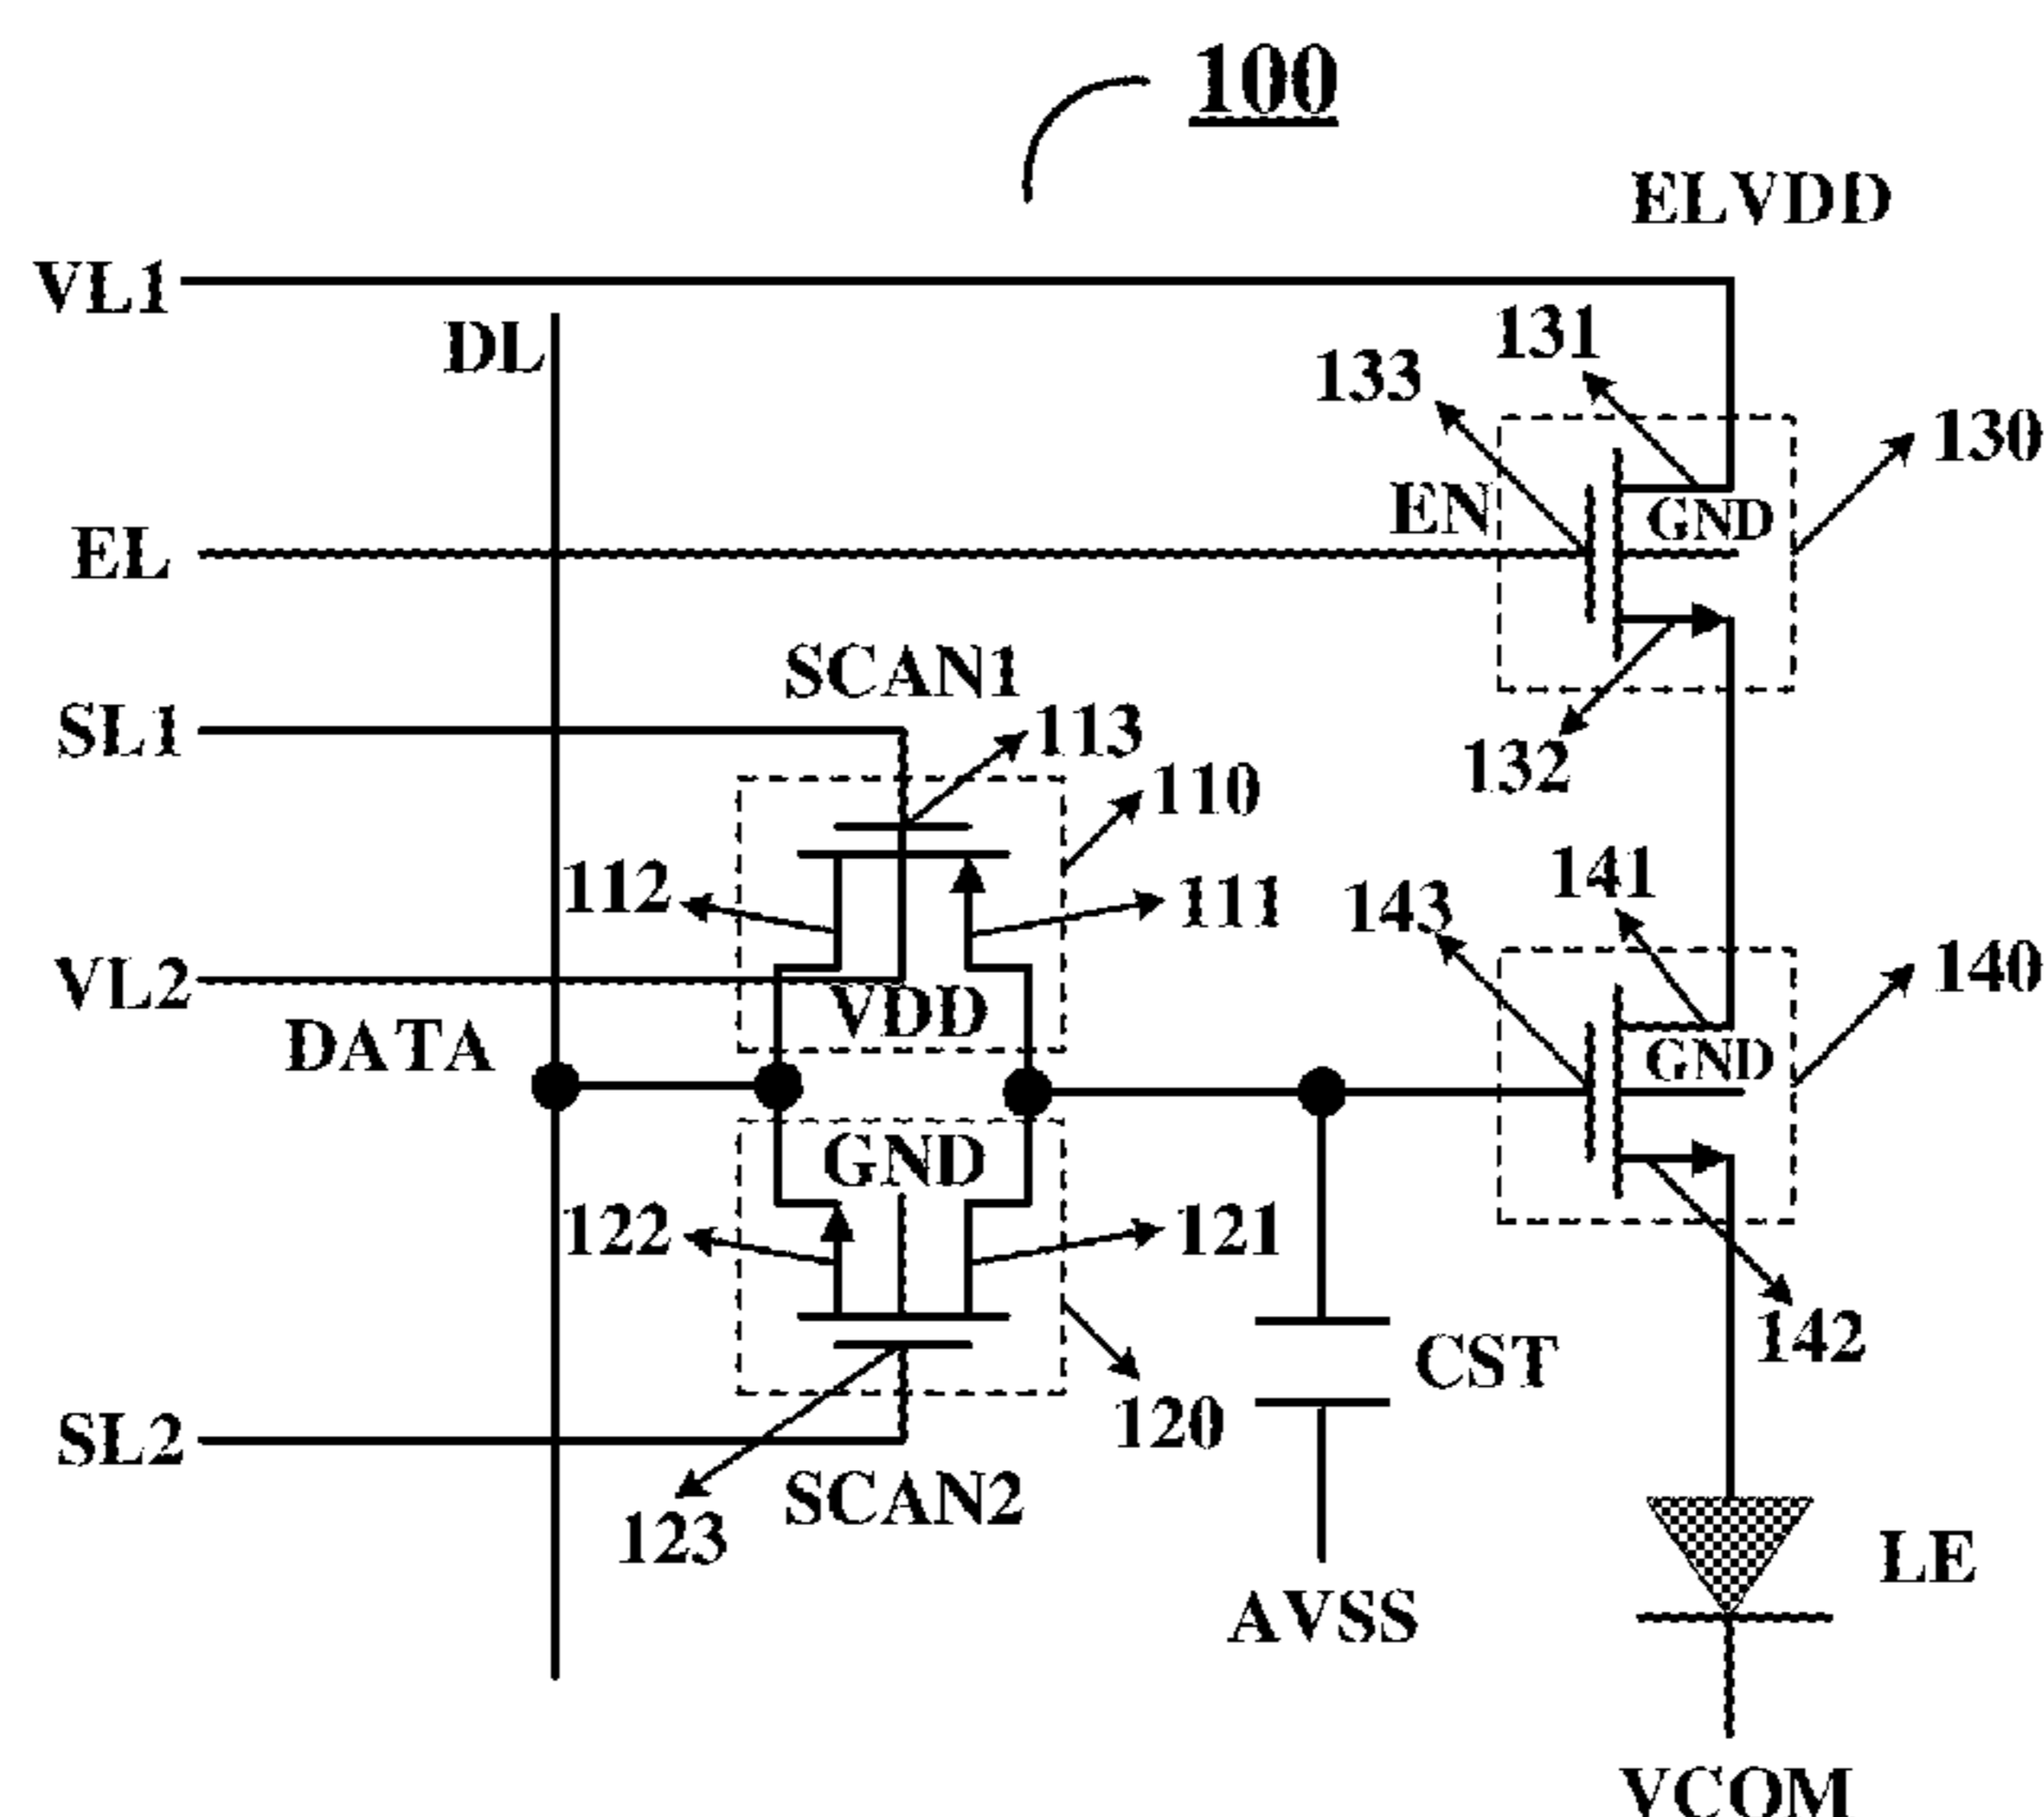 100
ELVDD
VL1
DL
131
133
130
EN
GND
EL
SCAN1
SL1
113
132
110
112
111
141
143
140
VL2
VDD
DATA
GND
GND
122
121
142
CST
120
SL2
SCAN2
123
LE
AVSS
VCOM